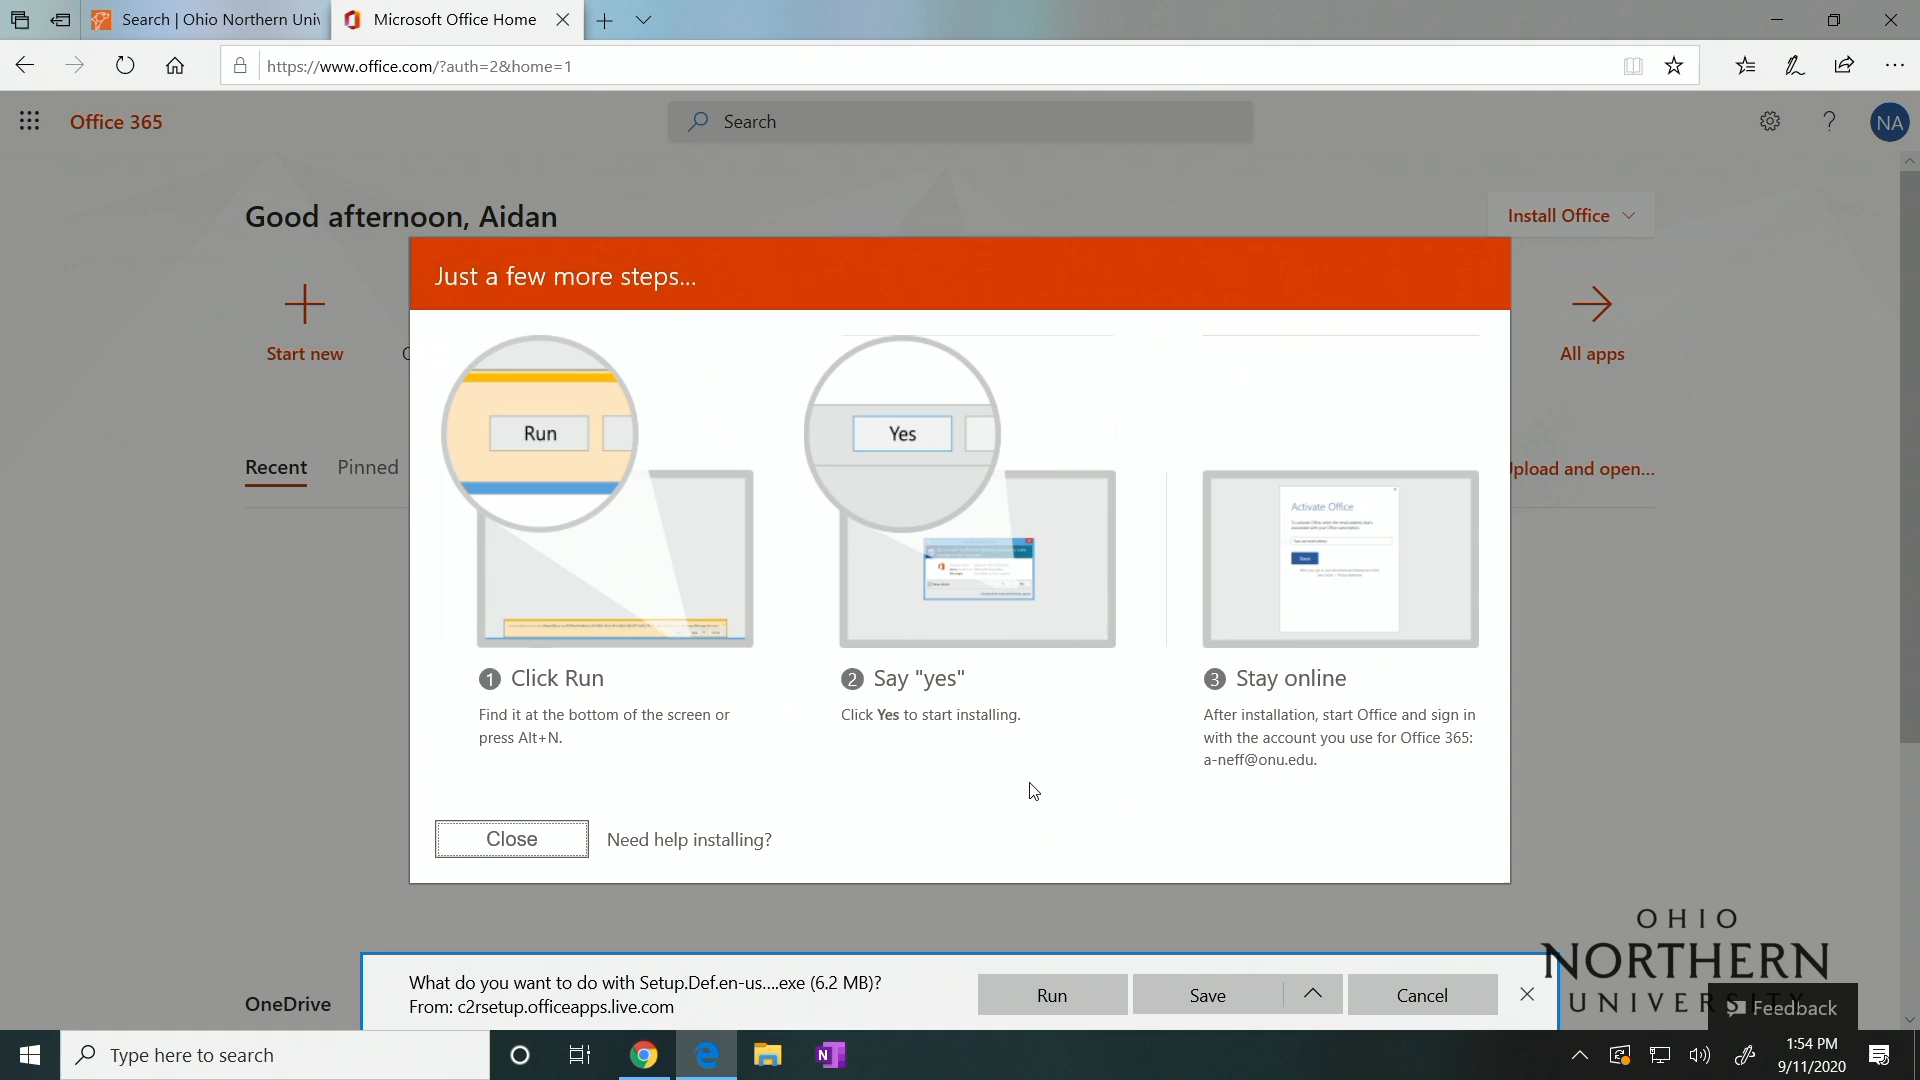 Search | Ohio Northern Univ
Microsoft Office Home
https://www.office.com/?auth=2&home=1
Office 365
Search
NA
Good afternoon, Aidan
Install Office
Just a few more steps...
Start new
All apps
Run
Yes
Recent
Pinned
Upload and open...
Activate Office
1 Click Run
2 Say "yes"
3 Stay online
Find it at the bottom of the screen or
press Alt+N.
Click Yes to start installing.
After installation, start Office and sign in
with the account you use for Office 365:
a-neff@onu.edu.
Close
Need help installing?
OHIO
NORTHERN
UNIVERSITY
What do you want to do with Setup.Def.en-us....exe (6.2 MB)?
From: c2rsetup.officeapps.live.com
Run
Save
Cancel
OneDrive
Feedback
Type here to search
1:54 PM
9/11/2020